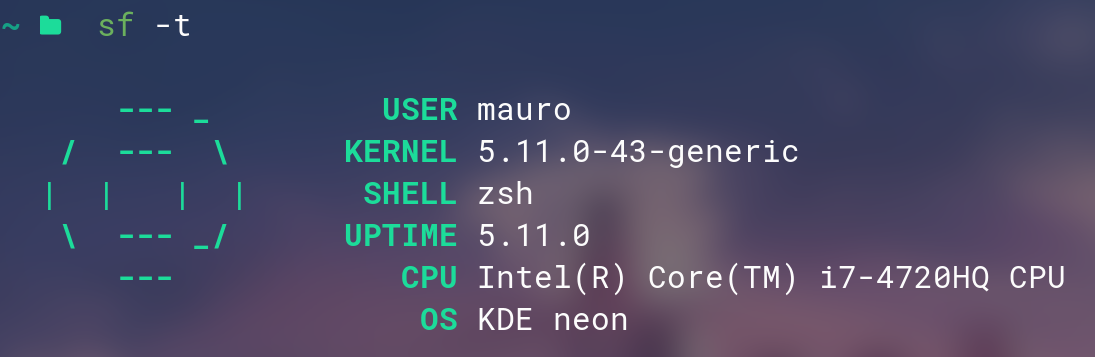 ~ sf -t
--- _ USER mauro
/ --- \ KERNEL 5.11.0-43-generic
| | | | SHELL zsh
\ --- _/ UPTIME 5.11.0
--- CPU Intel(R) Core(TM) i7-4720HQ CPU
OS KDE neon